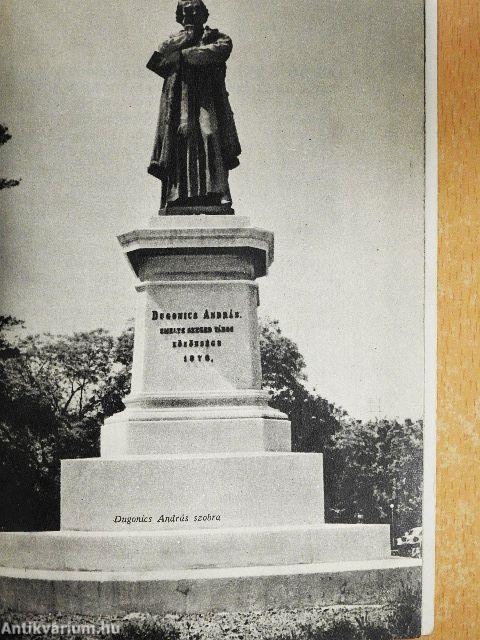 DUGONICS ANDRÁS.
EMELTE SZEGED VÁROS
KÖZÖNSÉGE
1876.
Dugonics András szobra
Antikvarium.hu